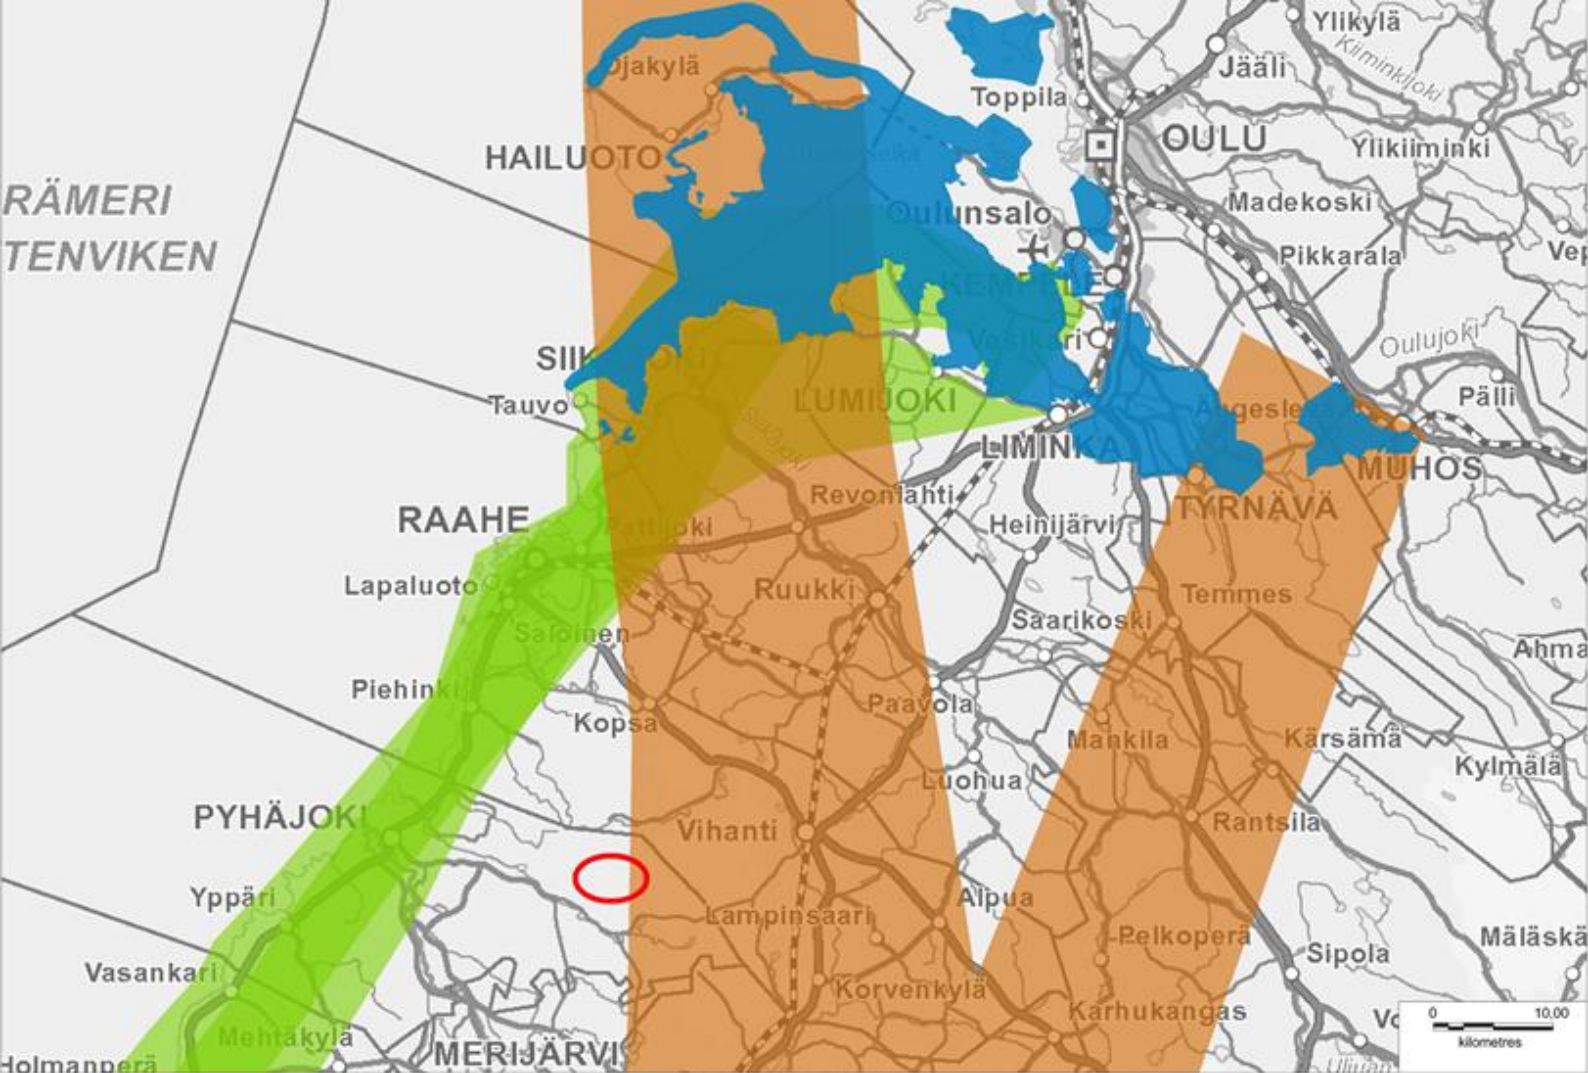 Ylikylä
Kiiminkijoki
Jääli
Ojakylä
Toppila
OULU
Ylikiiminki
HAILUOTO
RÄMERI
TENVIKEN
Madekoski
Oulunsalo
Pikkarala
KEMPELE
Oulujoki
Tauvo
LUMIJOKI
Pälli
Siikajoki
LIMINKA
MUHOS
Revonlahti
TYRNÄVÄ
RAAHE
Pattijoki
Heinijärvi
Lapaluoto
Ruukki
Temmes
Saloinen
Saarikoski
Ahma
Piehinki
Paavola
Kopsa
Mankila
Kärsämä
Luohua
Kylmälä
PYHÄJOKI
Vihanti
Rantsila
Yppäri
Alpua
Lampinsaari
Pelkoperä
Mäläskä
Sipola
Vasankari
Korvenkylä
Karhukangas
0 10,00
kilometres
Mehtäkylä
MERIJÄRVI
Holmanperä